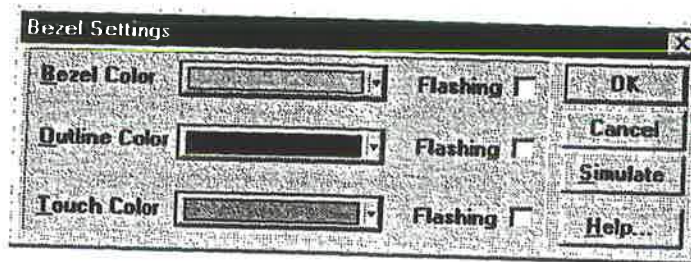 Bezel Settings
Bezel Color Flashing OK
Outline Color Flashing Cancel
Simulate
Touch Color Flashing Help...